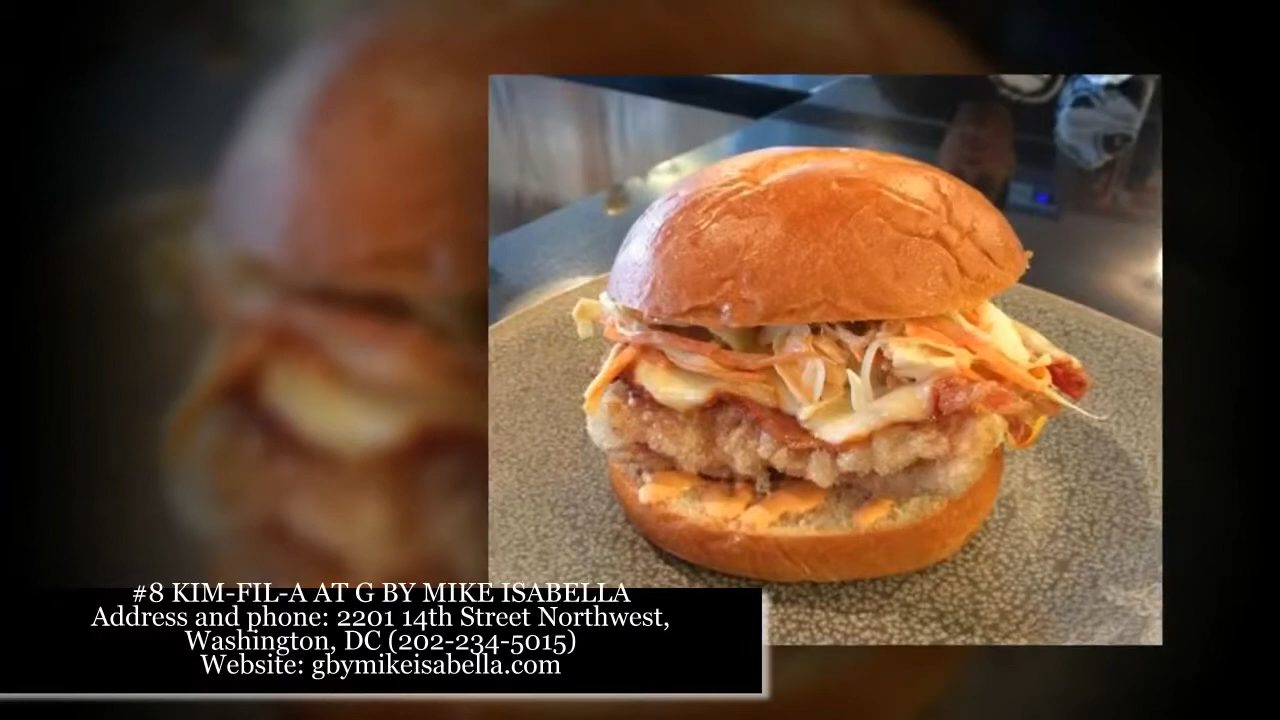 #8 KIM-FIL-A AT G BY MIKE ISABELLA
Address and phone: 2201 14th Street Northwest,
Washington, DC (202-234-5015)
Website: gbymikeisabella.com